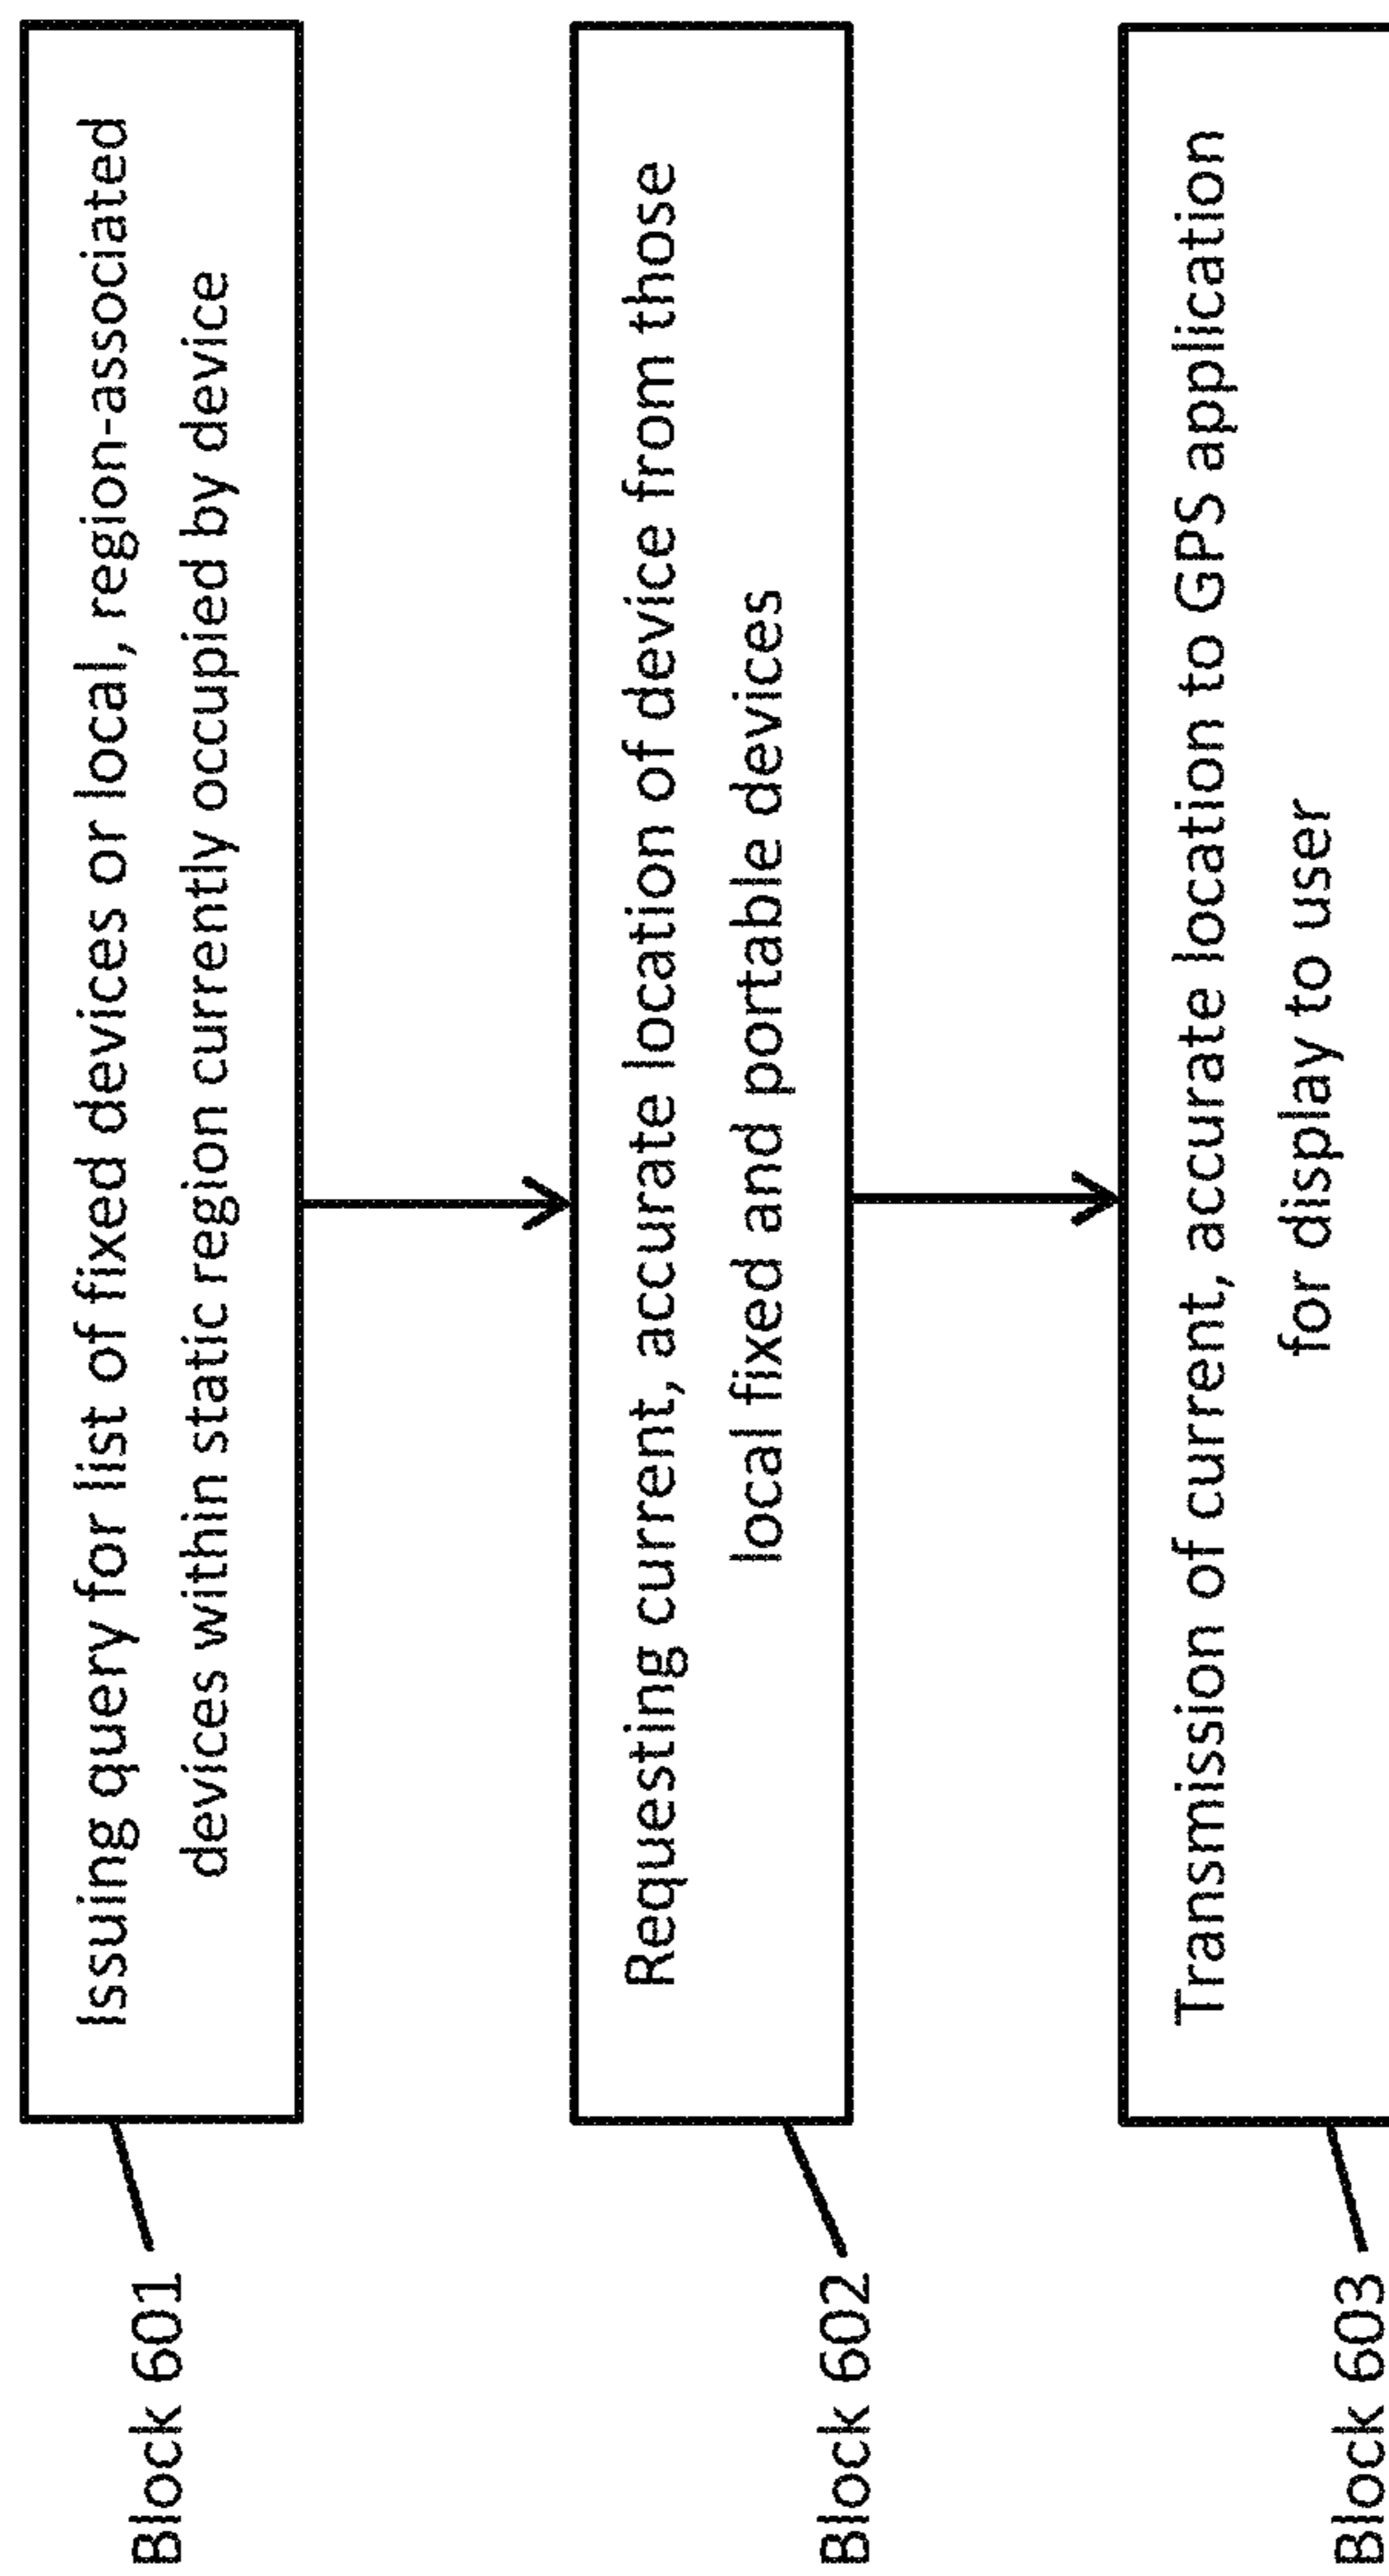 Block 601
Issuing query for list of fixed devices or local, region-associated
devices within static region currently occupied by device
Block 602
Requesting current, accurate location of device from those
local fixed and portable devices
Block 603
Transmission of current, accurate location to GPS application
for display to user